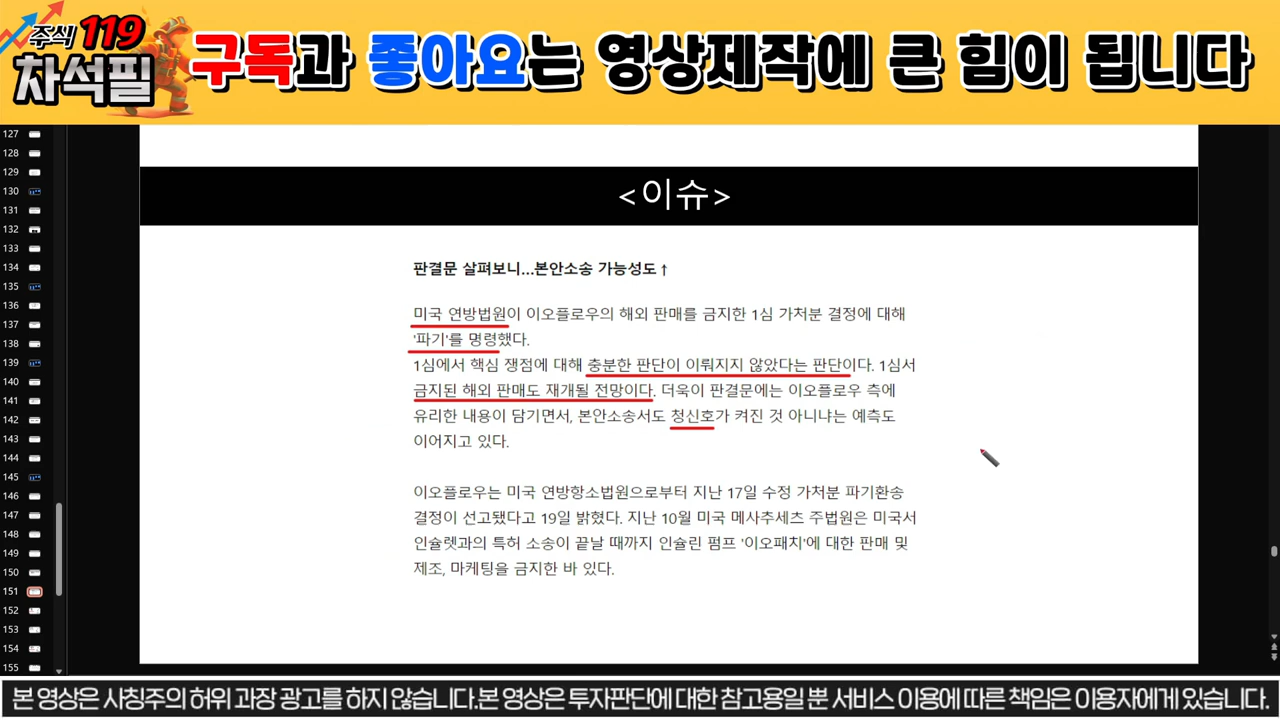 주식 119
차석필
구독과 좋아요는 영상제작에 큰 힘이 됩니다
127
128
129
130
131
132
133
134
135
136
137
138
139
140
141
142
143
144
145
146
147
148
149
150
151
152
153
154
155
<이슈>
판결문 살펴보니...본안소송 가능성도↑
미국 연방법원이 이오플로우의 해외 판매를 금지한 1심 가처분 결정에 대해
'파기'를 명령했다.
1심에서 핵심 쟁점에 대해 충분한 판단이 이뤄지지 않았다는 판단이다. 1심서
금지된 해외 판매도 재개될 전망이다. 더욱이 판결문에는 이오플로우 측에
유리한 내용이 담기면서, 본안소송서도 청신호가 켜진 것 아니냐는 예측도
이어지고 있다.
이오플로우는 미국 연방항소법원으로부터 지난 17일 수정 가처분 파기환송
결정이 선고됐다고 19일 밝혔다. 지난 10월 미국 메사추세츠 주법원은 미국서
인슐렛과의 특허 소송이 끝날 때까지 인슐린 펌프 '이오패치'에 대한 판매 및
제조, 마케팅을 금지한 바 있다.
본 영상은 사칭주의 허위 과장 광고를 하지 않습니다.본 영상은 투자판단에 대한 참고용일 뿐 서비스 이용에 따른 책임은 이용자에게 있습니다.